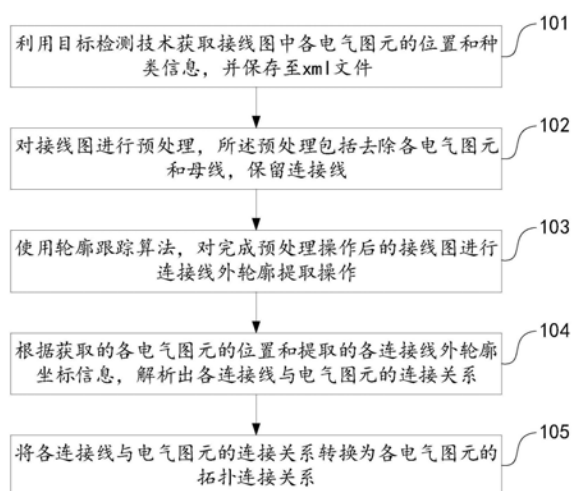 101
利用目标检测技术获取接线图中各电气图元的位置和种
类信息，并保存至xml文件
102
对接线图进行预处理，所述预处理包括去除各电气图元
和母线，保留连接线
103
使用轮廓跟踪算法，对完成预处理操作后的接线图进行
连接线外轮廓提取操作
104
根据获取的各电气图元的位置和提取的各连接线外轮廓
坐标信息，解析出各连接线与电气图元的连接关系
105
将各连接线与电气图元的连接关系转换为各电气图元的
拓扑连接关系